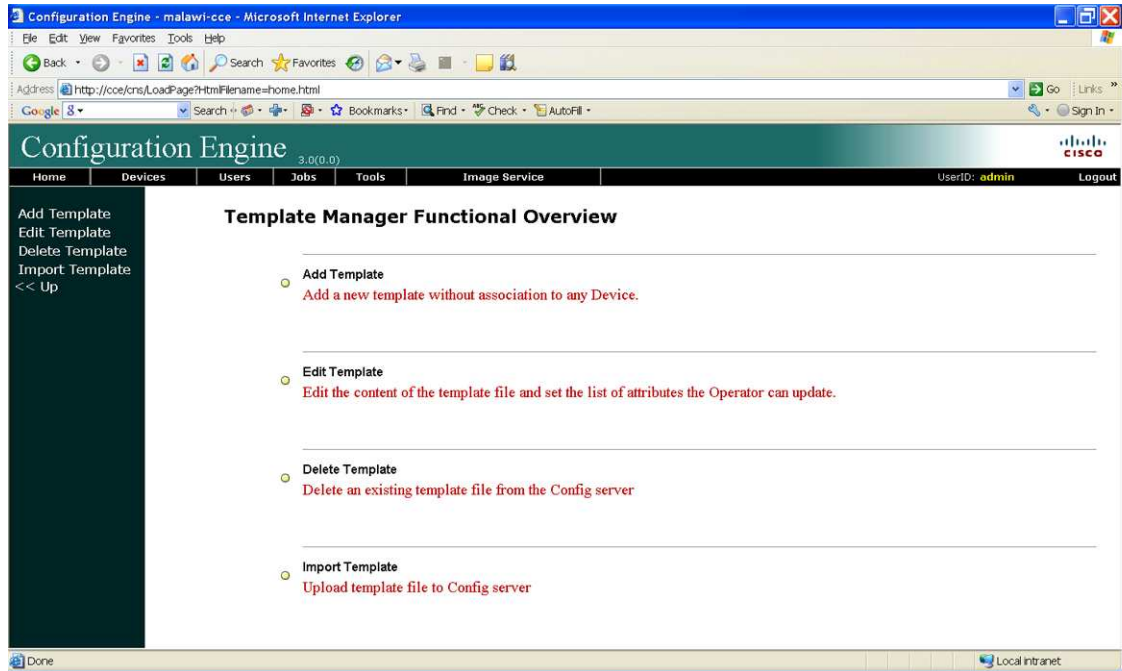 Configuration Engine - malawi-cce - Microsoft Internet Explorer
File Edit View Favorites Tools Help
Back Search Favorites
Address http://cce/cns/LoadPage?HtmlFilename=home.html Go Links »
Google Search Bookmarks Find Check AutoFill Sign In
Configuration Engine 3.0(0.0)
cisco
Home Devices Users Jobs Tools Image Service UserID: admin Logout
Add Template
Edit Template
Delete Template
Import Template
<< Up
Template Manager Functional Overview
Add Template
Add a new template without association to any Device.
Edit Template
Edit the content of the template file and set the list of attributes the Operator can update.
Delete Template
Delete an existing template file from the Config server
Import Template
Upload template file to Config server
Done Local intranet